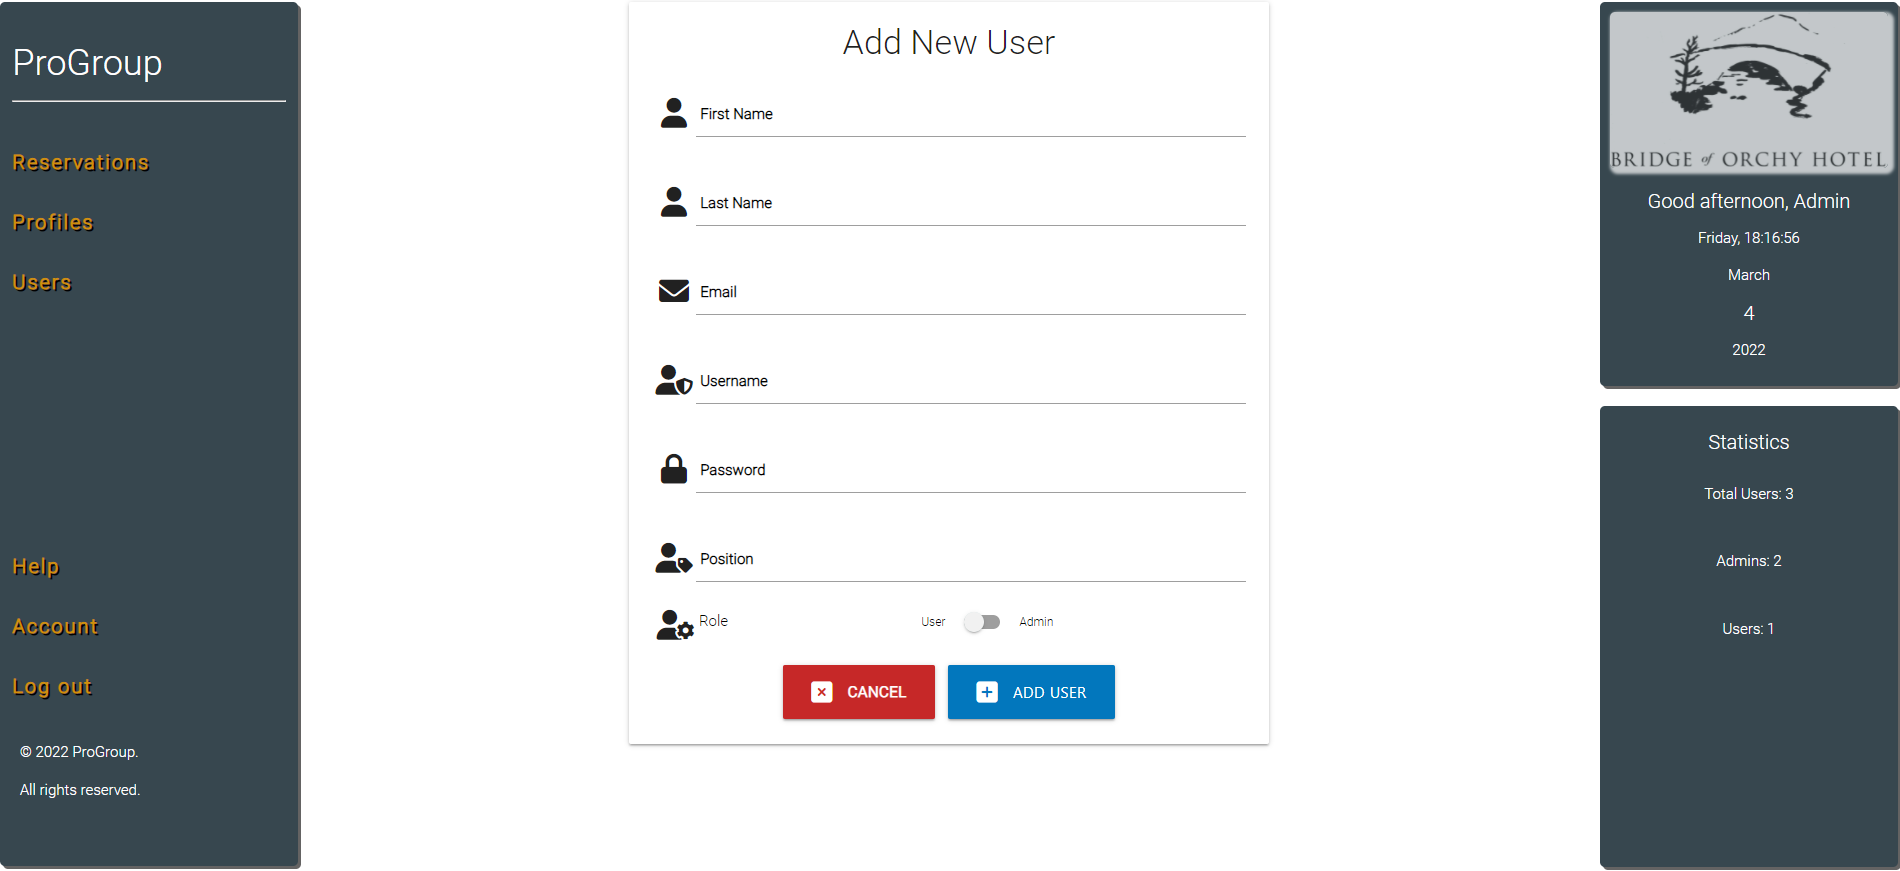 ProGroup
Reservations
Profiles
Users
Help
Account
Log out
© 2022 ProGroup.
All rights reserved.
Add New User
First Name
Last Name
Email
Username
Password
Position
Role
User
Admin
CANCEL
ADD USER
BRIDGE of ORCHY HOTEL
Good afternoon, Admin
Friday, 18:16:56
March
4
2022
Statistics
Total Users: 3
Admins: 2
Users: 1